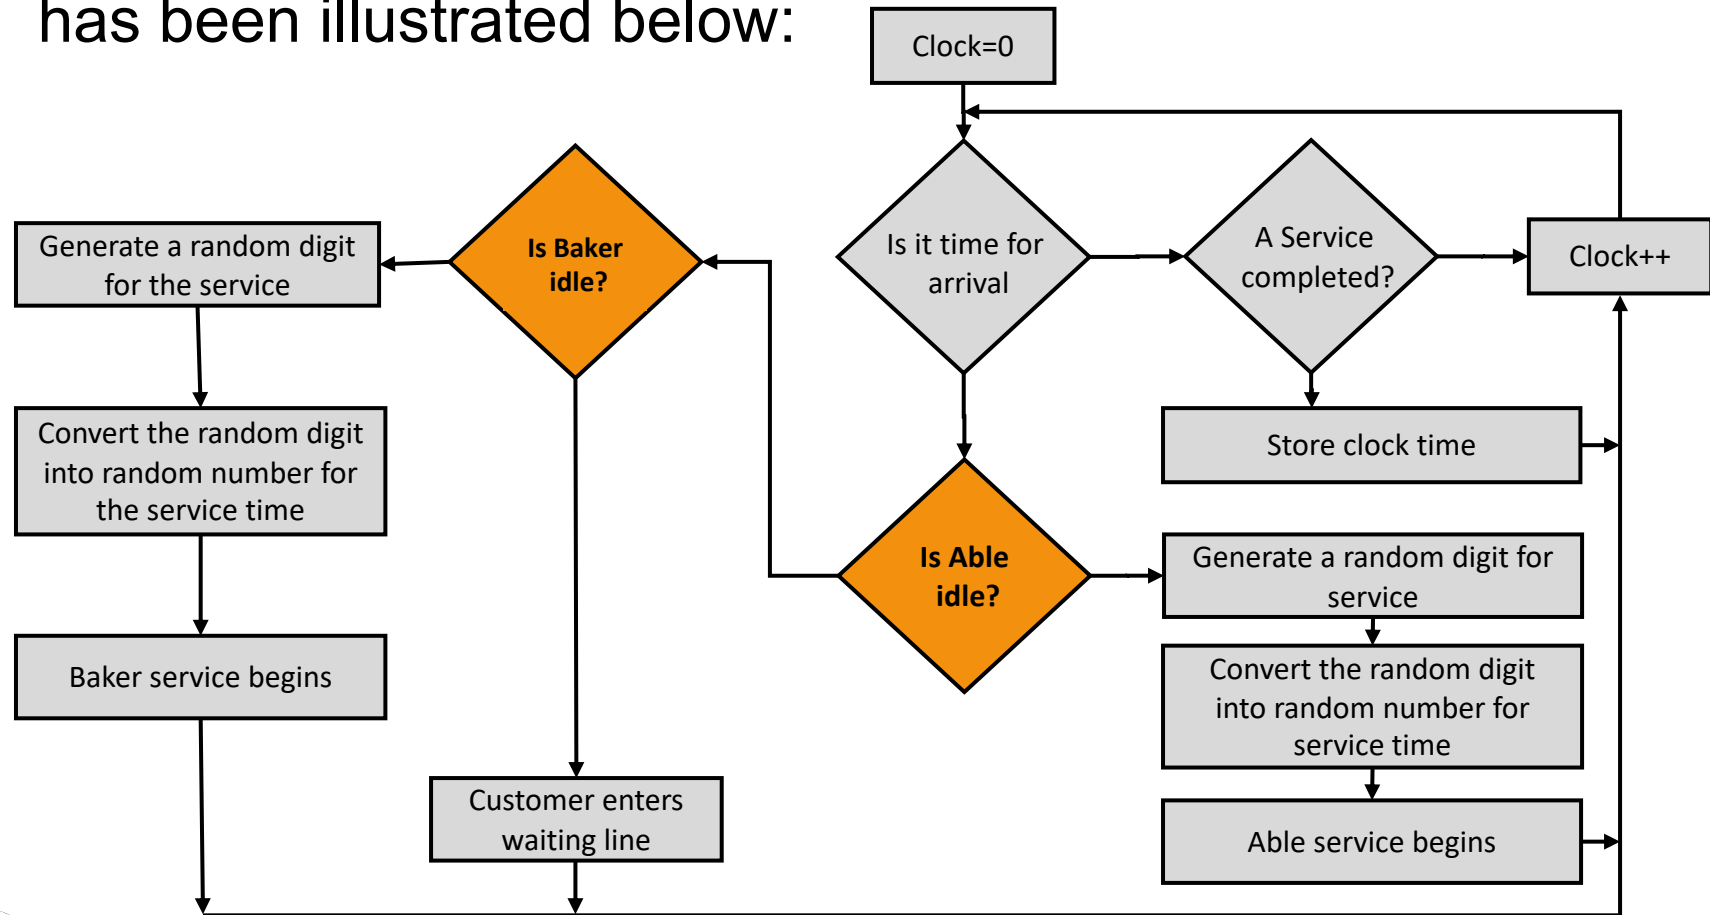 has been illustrated below:
Clock=0
Is it time for
arrival
A Service
completed?
Clock++
Is Baker
idle?
Generate a random digit
for the service
Convert the random digit
into random number for
the service time
Baker service begins
Customer enters
waiting line
Store clock time
Is Able
idle?
Generate a random digit for
service
Convert the random digit
into random number for
service time
Able service begins